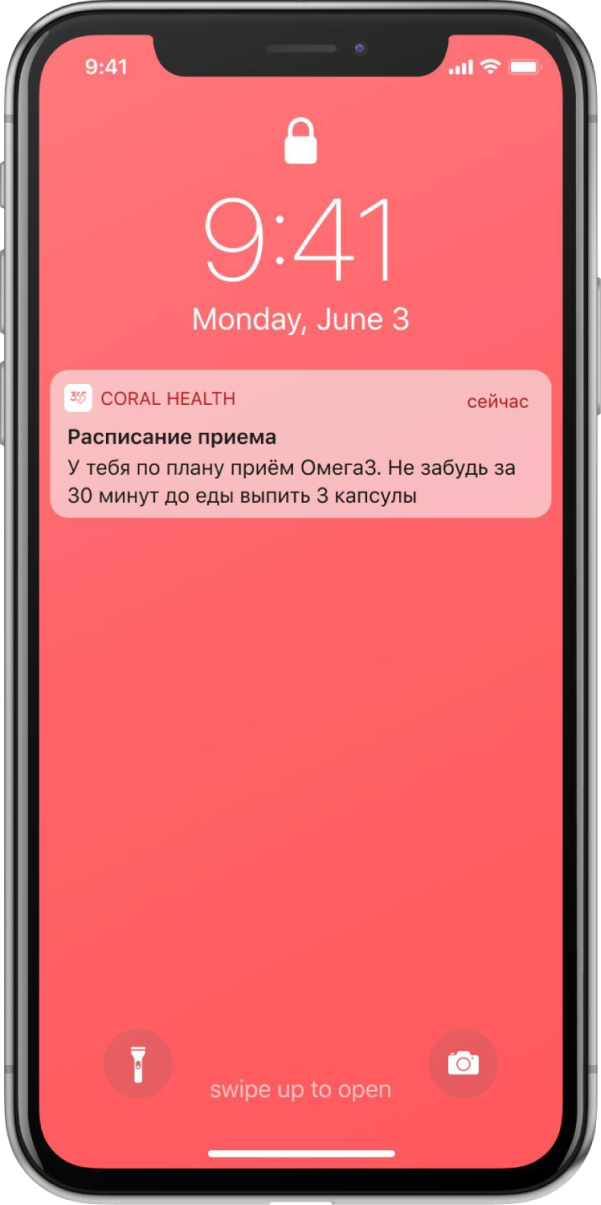 9:41
9:41
Monday, June 3
CORAL HEALTH
сейчас
Расписание приема
У тебя по плану приём Омега3. Не забудь за
30 минут до еды выпить 3 капсулы
swipe up to open